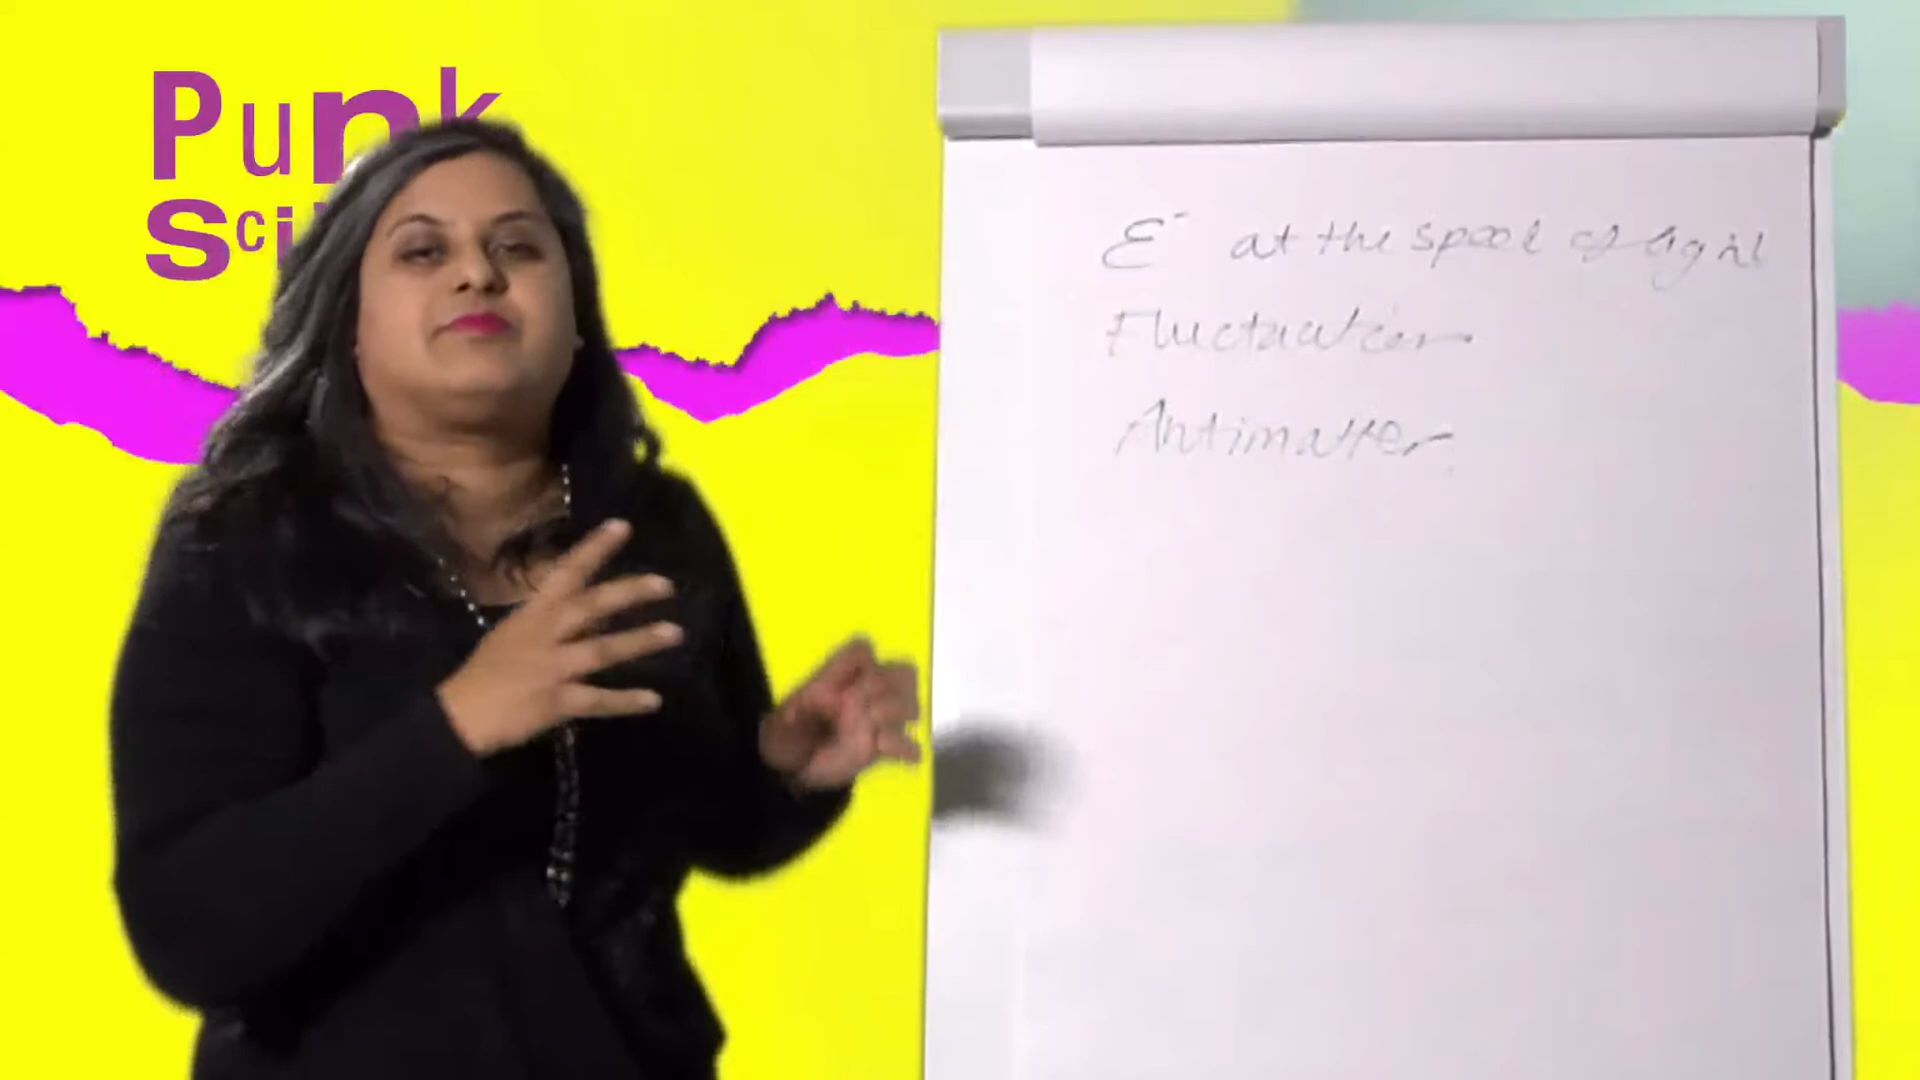 Punk
Sci
E⁻ at the speed of light
Fluctuation
Antimatter